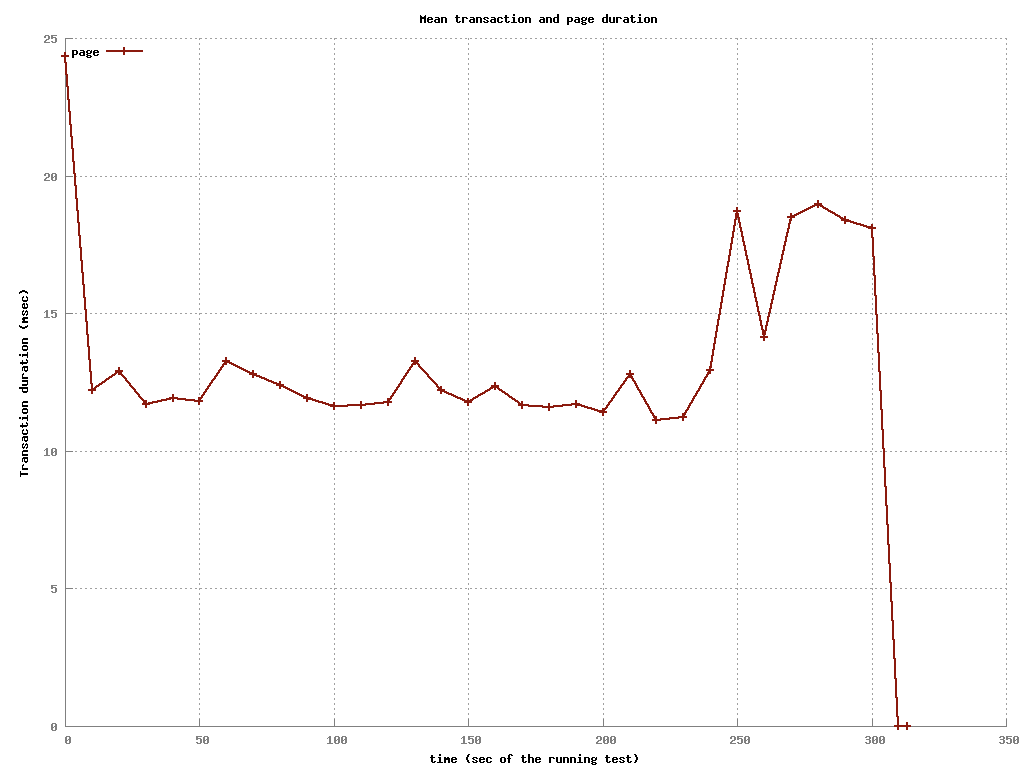 Mean transaction and page duration
page
25
20
15
10
5
0
Transaction duration (msec)
0 50 100 150 200 250 300 350
time (sec of the running test)